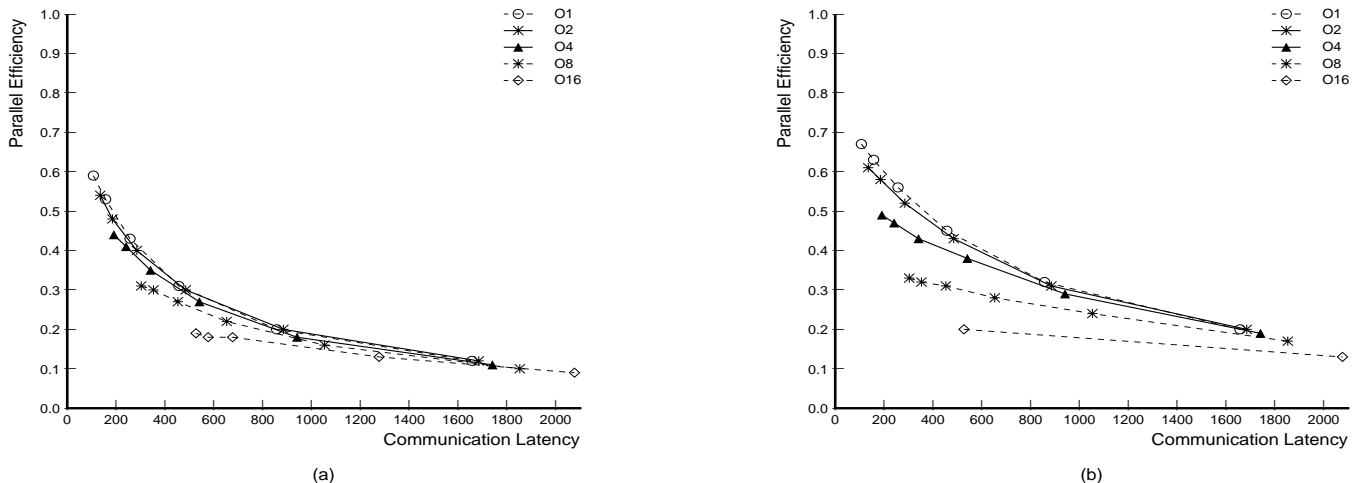 1.0
0.9
0.8
0.7
0.6
0.5
0.4
0.3
0.2
0.1
0.0
Parallel Efficiency
0 200 400 600 800 1000 1200 1400 1600 1800 2000
Communication Latency
O1
O2
O4
O8
O16
(a)
1.0
0.9
0.8
0.7
0.6
0.5
0.4
0.3
0.2
0.1
0.0
Parallel Efficiency
0 200 400 600 800 1000 1200 1400 1600 1800 2000
Communication Latency
O1
O2
O4
O8
O16
(b)